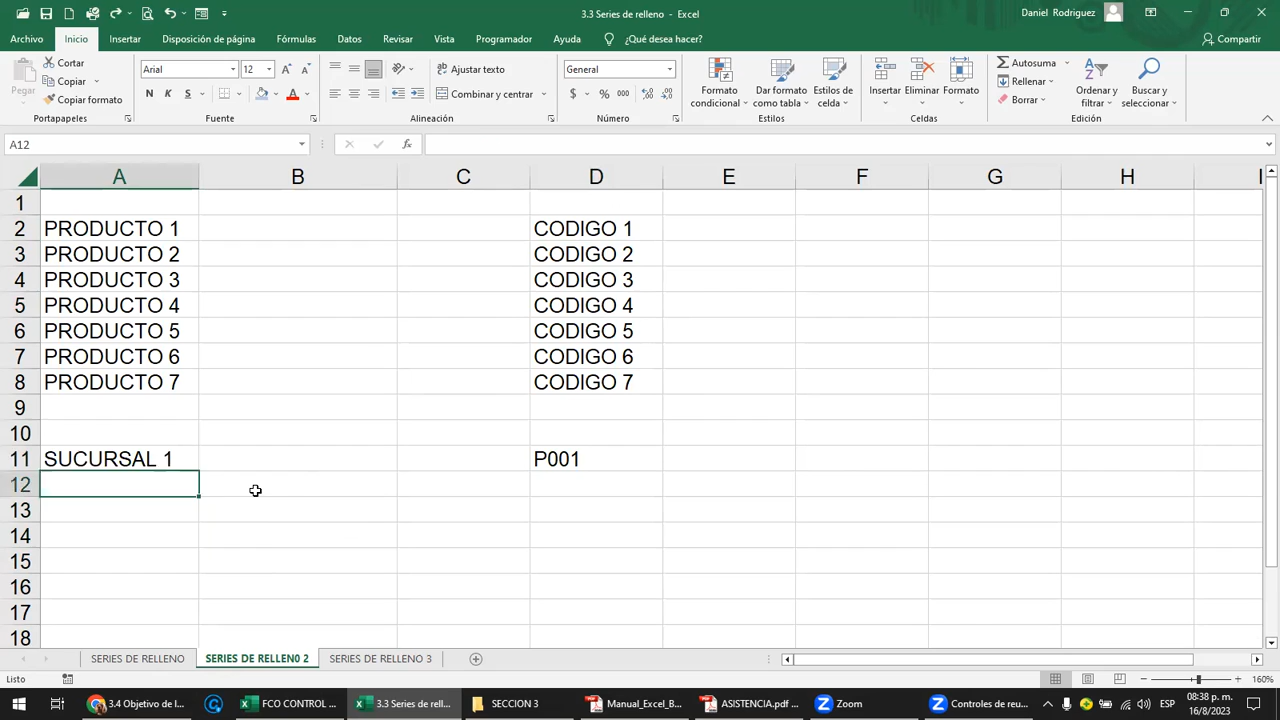 3.3 Series de relleno - Excel
Daniel Rodriguez
Archivo Inicio Insertar Disposición de página Fórmulas Datos Revisar Vista Programador Ayuda ¿Qué desea hacer? Compartir
Pegar
Cortar
Copiar
Copiar formato
Portapapeles
Arial 12
N K S
Fuente
Ajustar texto
Combinar y centrar
Alineación
General
$ % 000
Número
Formato condicional
Dar formato como tabla
Estilos de celda
Estilos
Insertar Eliminar Formato
Celdas
Autosuma
Rellenar
Borrar
Ordenar y filtrar
Buscar y seleccionar
Edición
A12
A B C D E F G H I
1
2 PRODUCTO 1 CODIGO 1
3 PRODUCTO 2 CODIGO 2
4 PRODUCTO 3 CODIGO 3
5 PRODUCTO 4 CODIGO 4
6 PRODUCTO 5 CODIGO 5
7 PRODUCTO 6 CODIGO 6
8 PRODUCTO 7 CODIGO 7
9
10
11 SUCURSAL 1 P001
12
13
14
15
16
17
18
SERIES DE RELLENO SERIES DE RELLEN0 2 SERIES DE RELLENO 3
Listo
160%
3.4 Objetivo de l... FCO CONTROL ... 3.3 Series de rell... SECCION 3 Manual_Excel_B... ASISTENCIA.pdf ... Zoom Controles de reu...
ESP
08:38 p. m.
16/8/2023